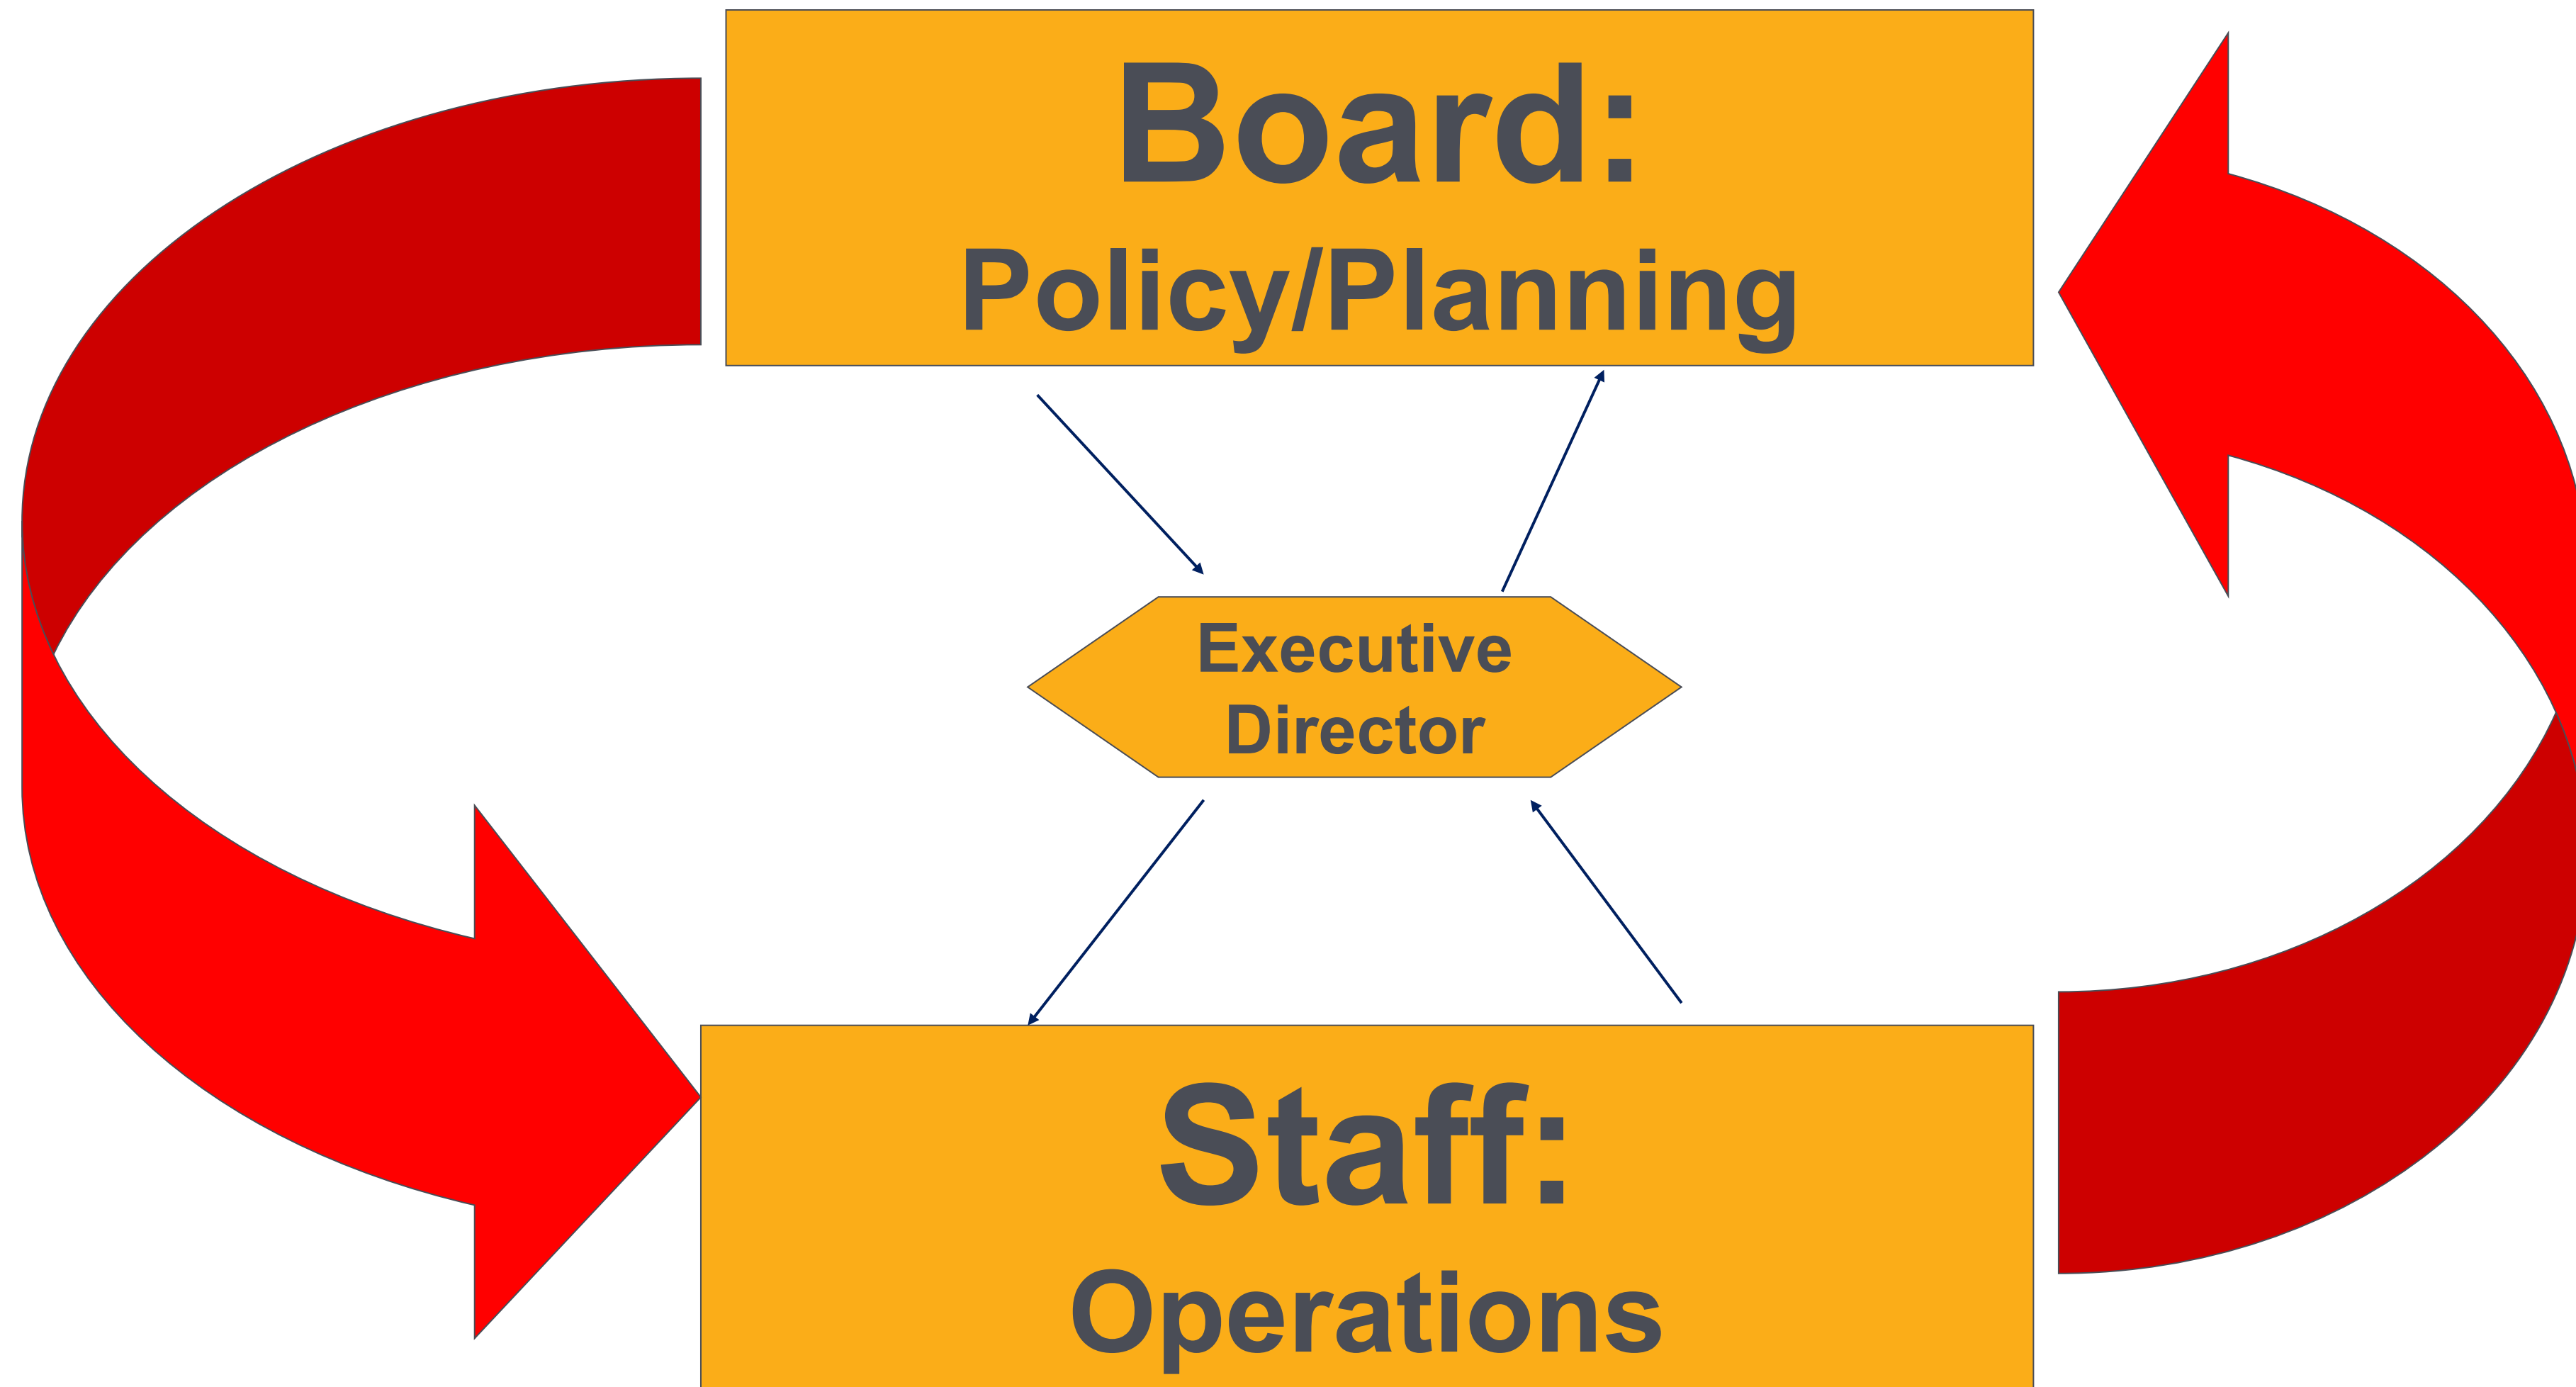 Board:
Policy/Planning
Executive
Director
Staff:
Operations